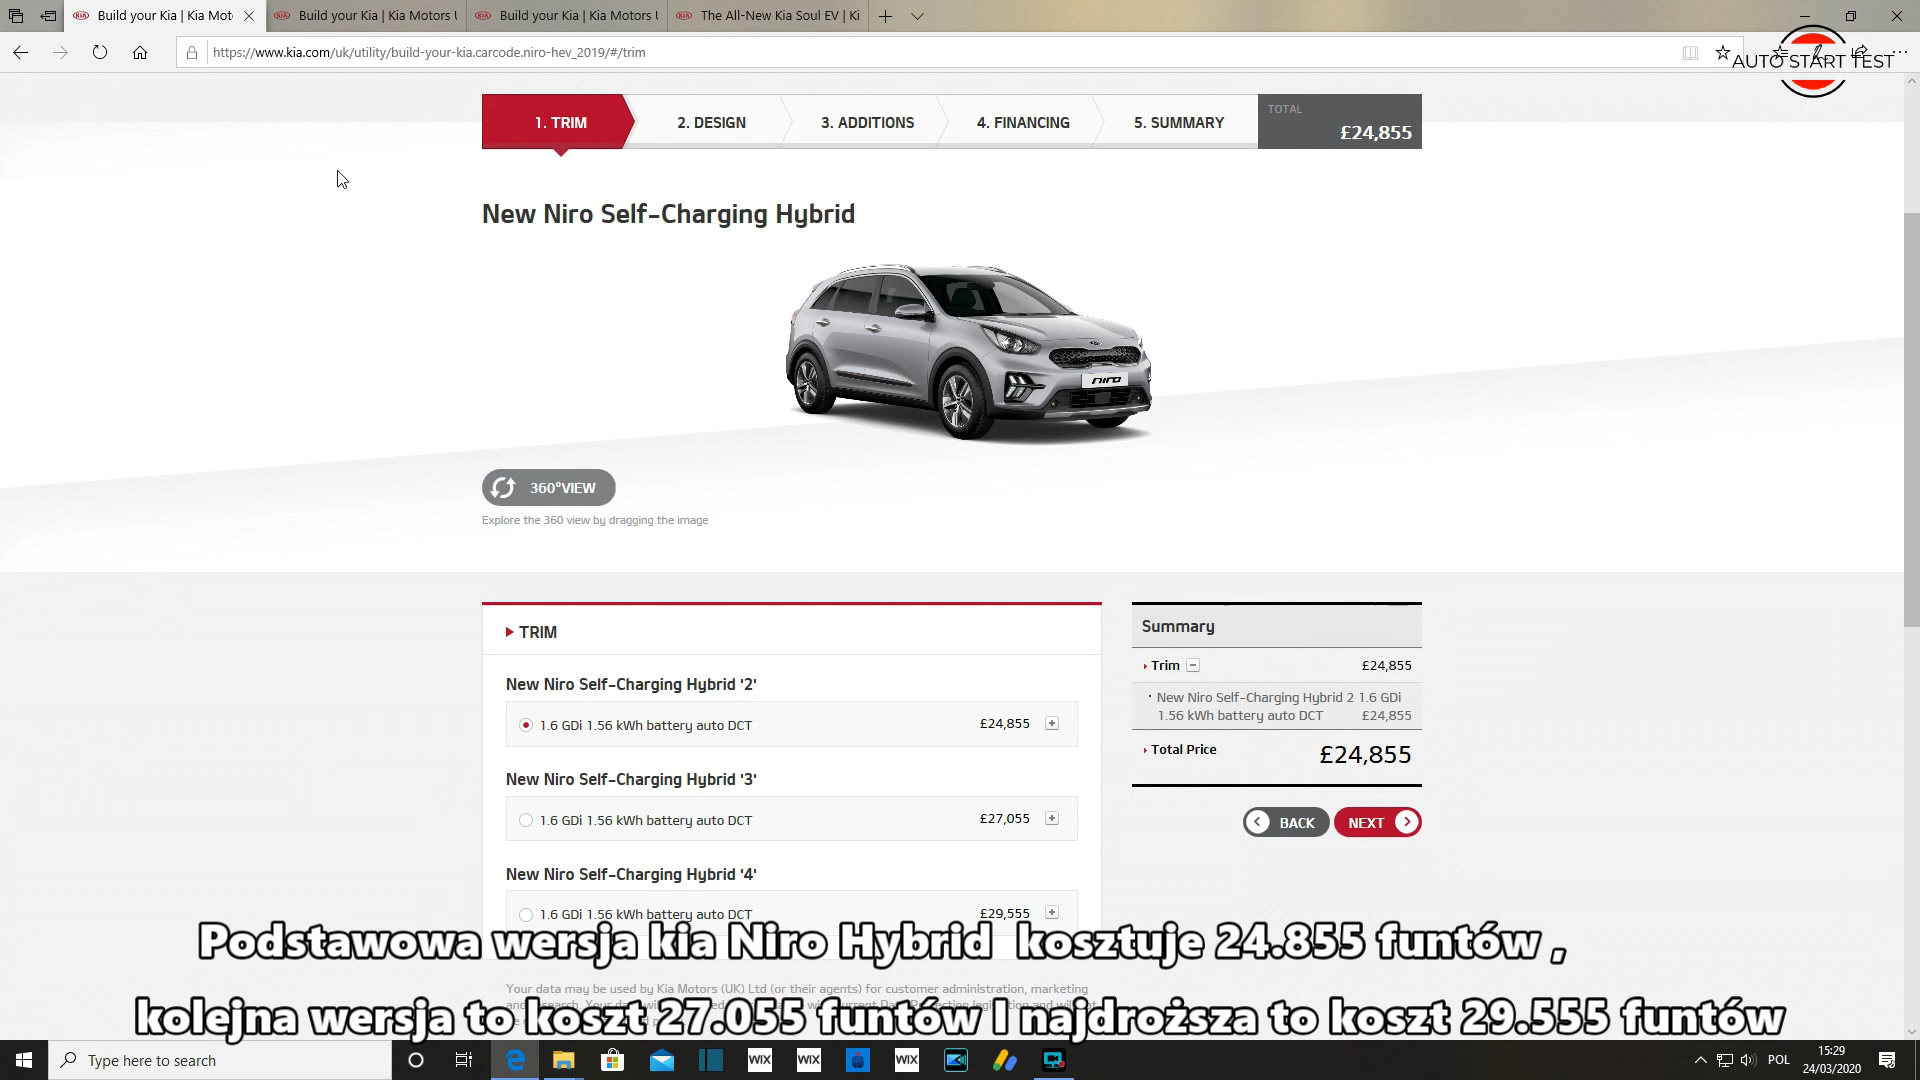 Build your Kia | Kia Mot
Build your Kia | Kia Motors U
Build your Kia | Kia Motors U
The All-New Kia Soul EV | Ki
https://www.kia.com/uk/utility/build-your-kia.carcode.niro-hev_2019/#/trim
AUTO START TEST
1. TRIM
2. DESIGN
3. ADDITIONS
4. FINANCING
5. SUMMARY
TOTAL
£24,855
New Niro Self-Charging Hybrid
niro
360°VIEW
Explore the 360 view by dragging the image
TRIM
New Niro Self-Charging Hybrid '2'
1.6 GDi 1.56 kWh battery auto DCT £24,855
New Niro Self-Charging Hybrid '3'
1.6 GDi 1.56 kWh battery auto DCT £27,055
New Niro Self-Charging Hybrid '4'
1.6 GDi 1.56 kWh battery auto DCT £29,555
Summary
Trim £24,855
New Niro Self-Charging Hybrid 2 1.6 GDi
1.56 kWh battery auto DCT £24,855
Total Price £24,855
BACK
NEXT
Podstawowa wersja kia Niro Hybrid kosztuje 24.855 funtów ,
Your data may be used by Kia Motors (UK) Ltd (or their agents) for customer administration, marketing
kolejna wersja to koszt 27.055 funtów I najdroższa to koszt 29.555 funtów
Type here to search
WIX
WIX
WIX
POL
15:29
24/03/2020